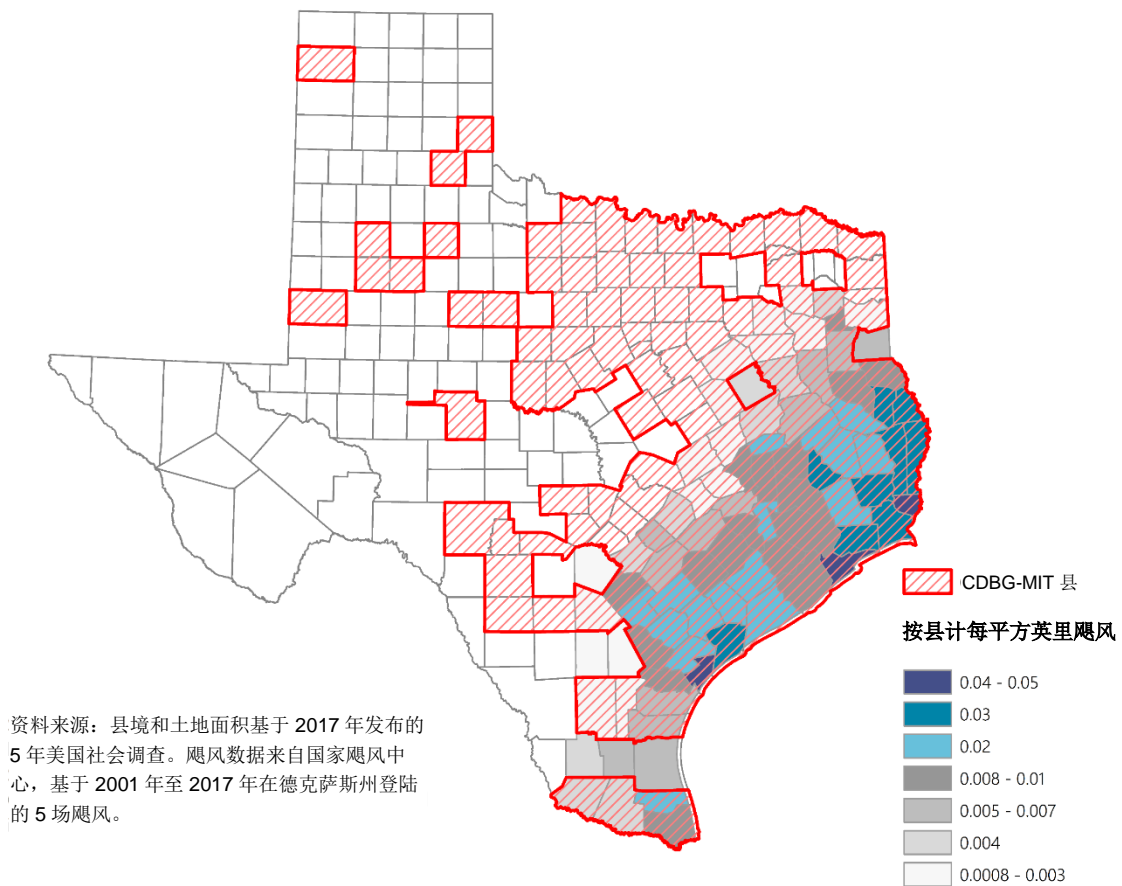 CDBG-MIT 县
按县计每平方英里飓风
0.04 - 0.05
0.03
0.02
0.008 - 0.01
0.005 - 0.007
0.004
0.0008 - 0.003
资料来源：县境和土地面积基于 2017 年发布的
5 年美国社会调查。飓风数据来自国家飓风中
心，基于 2001 年至 2017 年在德克萨斯州登陆
的 5 场飓风。